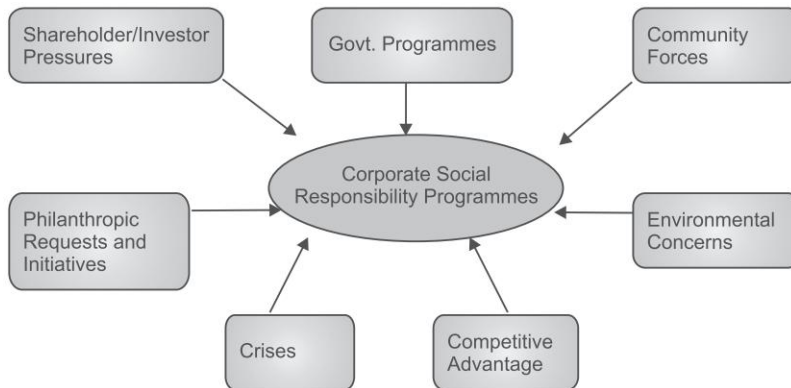 Shareholder/Investor
Pressures
Govt. Programmes
Community
Forces
Corporate Social
Responsibility Programmes
Philanthropic
Requests and
Initiatives
Environmental
Concerns
Crises
Competitive
Advantage